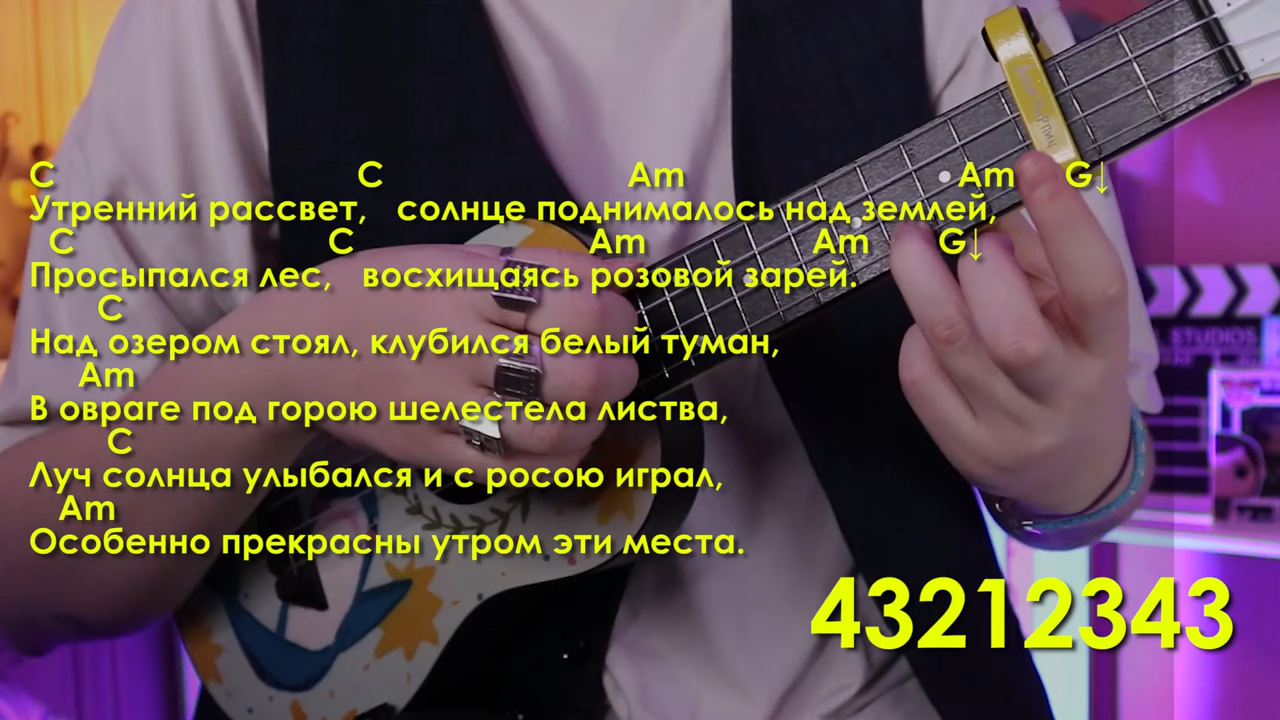 C C Am Am G↓
Утренний рассвет, солнце поднималось над землей,
C C Am Am G↓
Просыпался лес, восхищаясь розовой зарей.
C
Над озером стоял, клубился белый туман,
Am
В овраге под горою шелестела листва,
C
Луч солнца улыбался и с росою играл,
Am
Особенно прекрасны утром эти места.
43212343